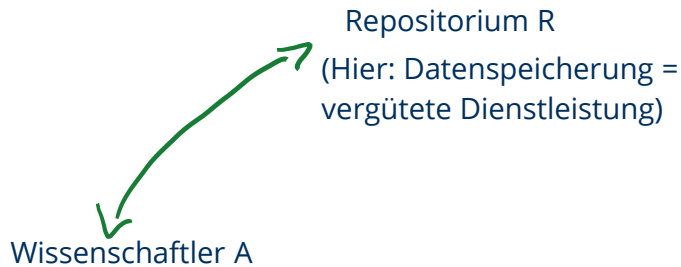 Repositorium R
(Hier: Datenspeicherung =
vergütete Dienstleistung)
Wissenschaftler A